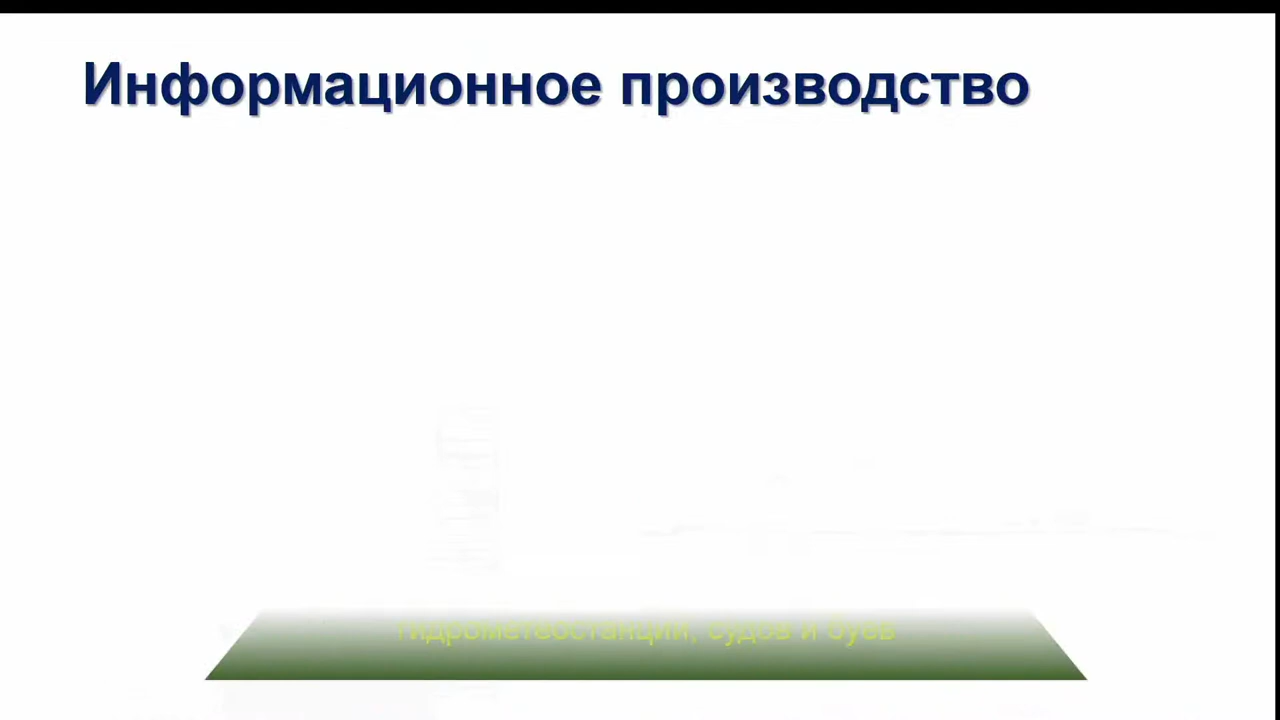 Информационное производство
гидрометеостанций, судов и буев